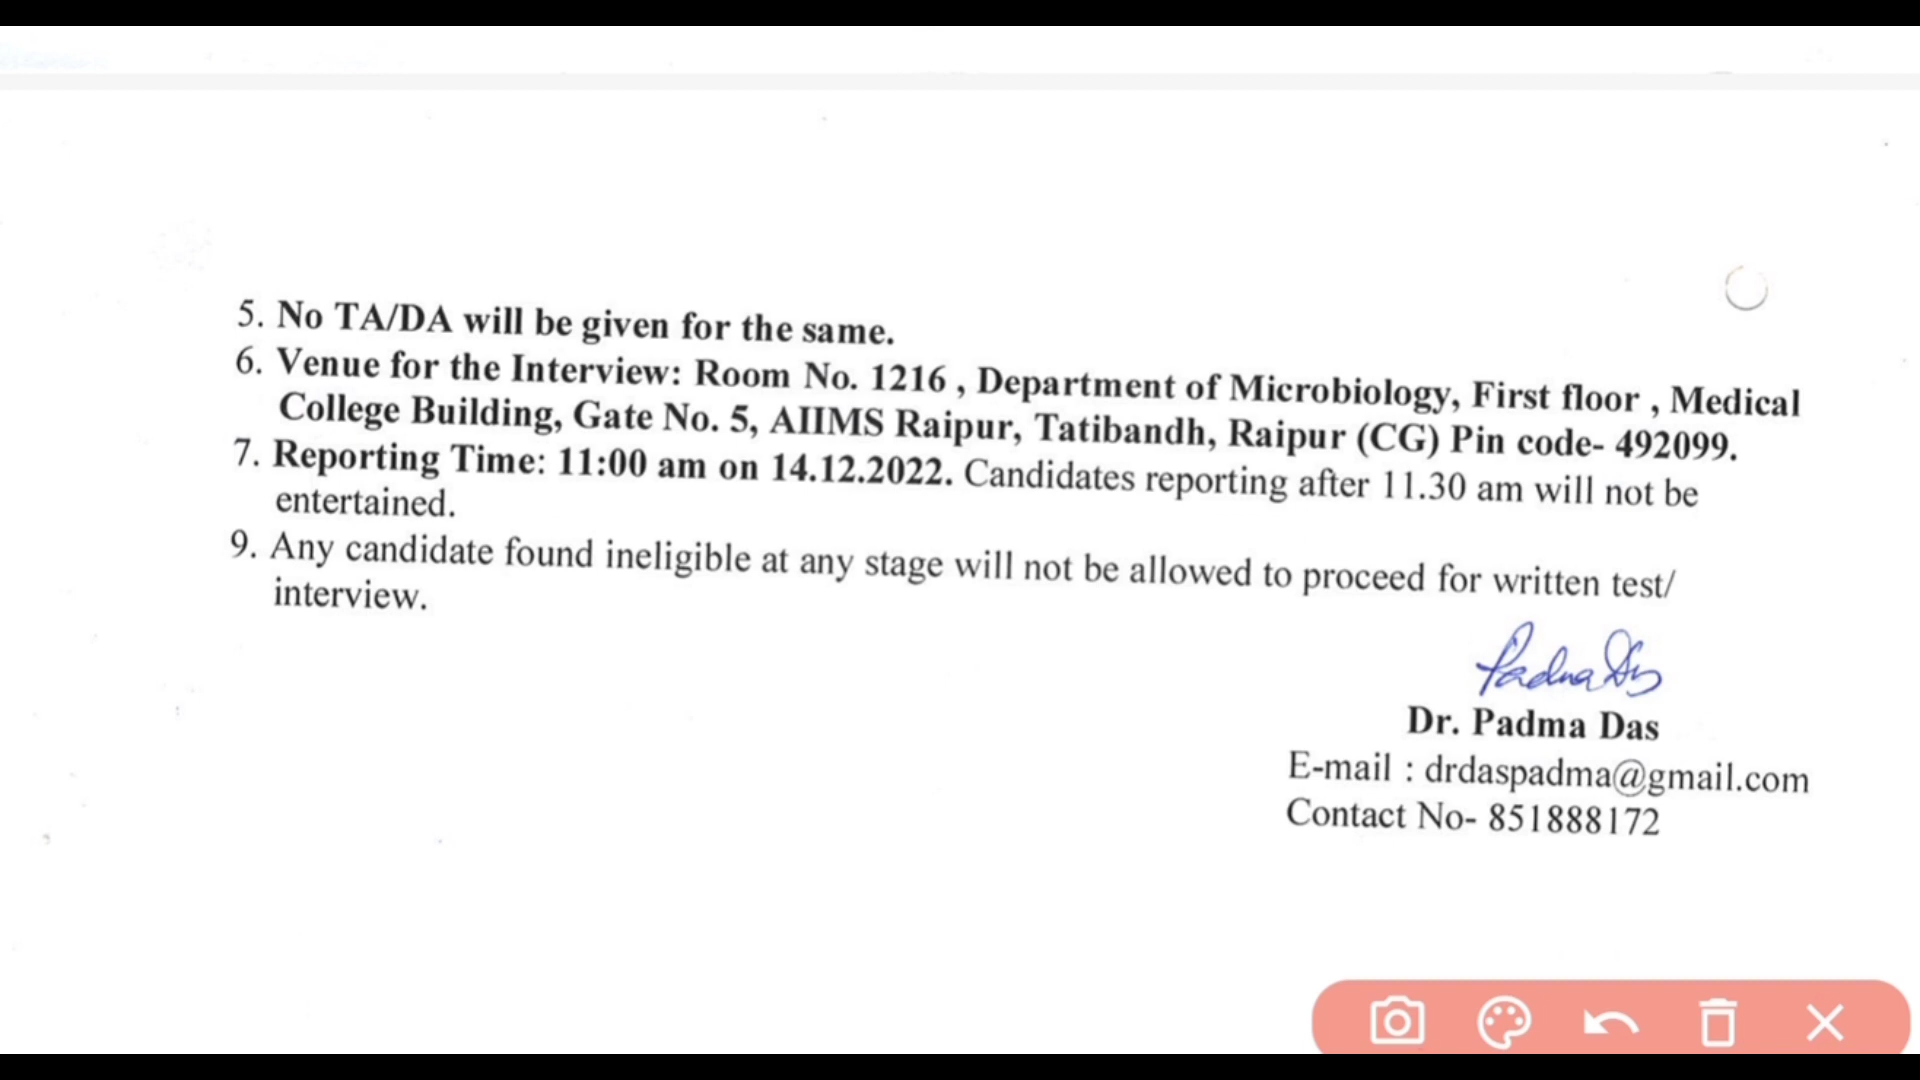 5. No TA/DA will be given for the same.
6. Venue for the Interview: Room No. 1216 , Department of Microbiology, First floor , Medical
College Building, Gate No. 5, AIIMS Raipur, Tatibandh, Raipur (CG) Pin code- 492099.
7. Reporting Time: 11:00 am on 14.12.2022. Candidates reporting after 11.30 am will not be
entertained.
9. Any candidate found ineligible at any stage will not be allowed to proceed for written test/
interview.
Padma Das
Dr. Padma Das
E-mail : drdaspadma@gmail.com
Contact No- 851888172